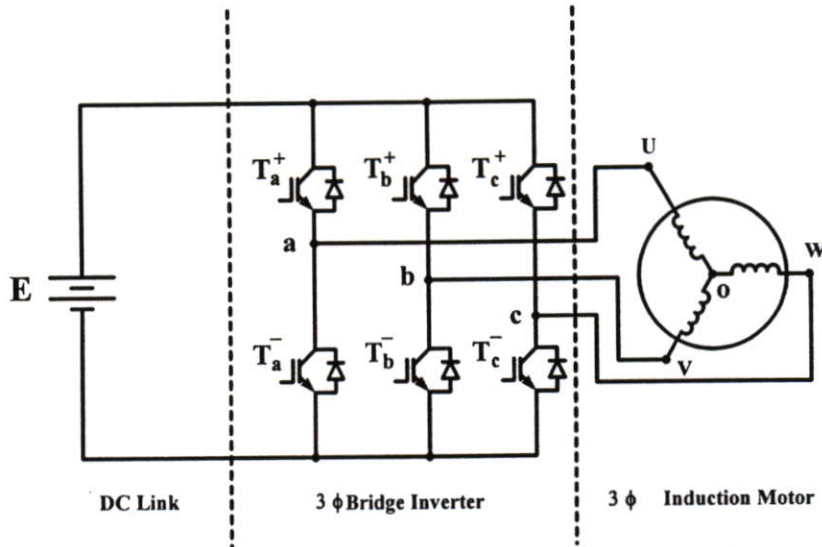 U
T_a^+ T_b^+ T_c^+
W
a
b
o
E
c
T_a^- T_b^- T_c^-
V
DC Link 3 ϕ Bridge Inverter 3 ϕ Induction Motor